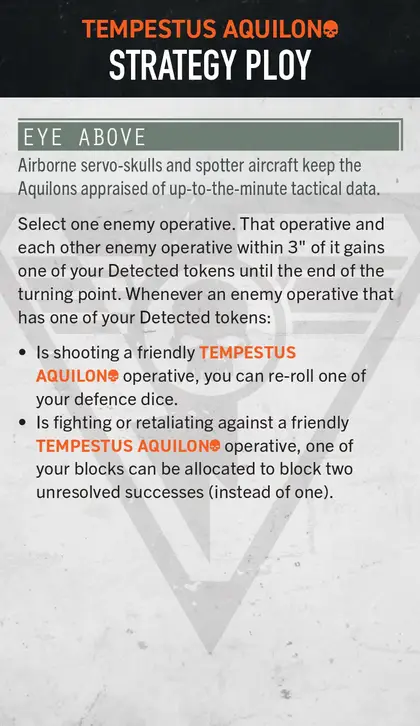 TEMPESTUS AQUILON
STRATEGY PLOY
EYE ABOVE
Airborne servo-skulls and spotter aircraft keep the
Aquilons appraised of up-to-the-minute tactical data.
Select one enemy operative. That operative and
each other enemy operative within 3" of it gains
one of your Detected tokens until the end of the
turning point. Whenever an enemy operative that
has one of your Detected tokens:
• Is shooting a friendly TEMPESTUS
AQUILON operative, you can re-roll one of
your defence dice.
• Is fighting or retaliating against a friendly
TEMPESTUS AQUILON operative, one of
your blocks can be allocated to block two
unresolved successes (instead of one).